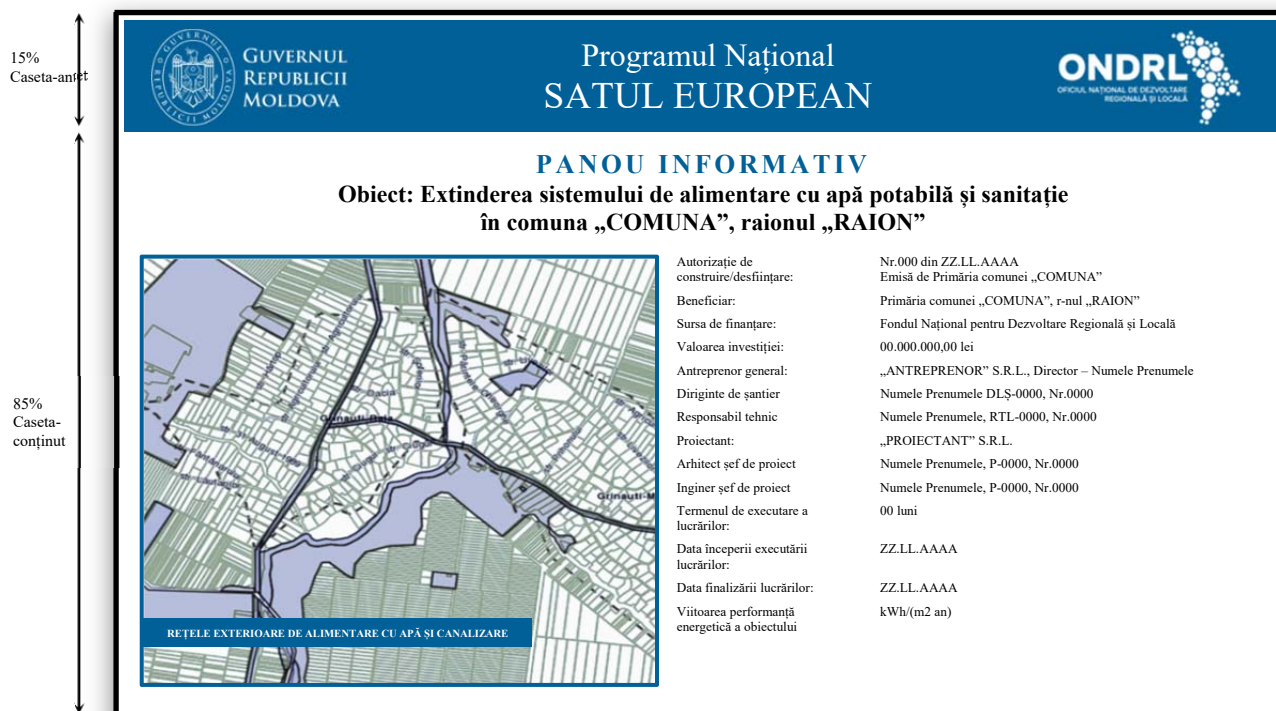 15%
Caseta-antet
GUVERNUL
REPUBLICII
MOLDOVA
Programul Național
SATUL EUROPEAN
ONDRL
OFICIUL NAȚIONAL DE DEZVOLTARE
REGIONALĂ ȘI LOCALĂ
85%
Caseta-
conținut
PANOU INFORMATIV
Obiect: Extinderea sistemului de alimentare cu apă potabilă și sanitație
în comuna „COMUNA”, raionul „RAION”
REȚELE EXTERIOARE DE ALIMENTARE CU APĂ ȘI CANALIZARE
Autorizație de construire/desființare: Nr.000 din ZZ.LL.AAAA
Emisă de Primăria comunei „COMUNA”
Beneficiar: Primăria comunei „COMUNA”, r-nul „RAION”
Sursa de finanțare: Fondul Național pentru Dezvoltare Regională și Locală
Valoarea investiției: 00.000.000,00 lei
Antreprenor general: „ANTREPRENOR” S.R.L., Director – Numele Prenumele
Diriginte de șantier Numele Prenumele DLȘ-0000, Nr.0000
Responsabil tehnic Numele Prenumele, RTL-0000, Nr.0000
Proiectant: „PROIECTANT” S.R.L.
Arhitect șef de proiect Numele Prenumele, P-0000, Nr.0000
Inginer șef de proiect Numele Prenumele, P-0000, Nr.0000
Termenul de executare a lucrărilor: 00 luni
Data începerii executării lucrărilor: ZZ.LL.AAAA
Data finalizării lucrărilor: ZZ.LL.AAAA
Viitoarea performanță energetică a obiectului kWh/(m2 an)